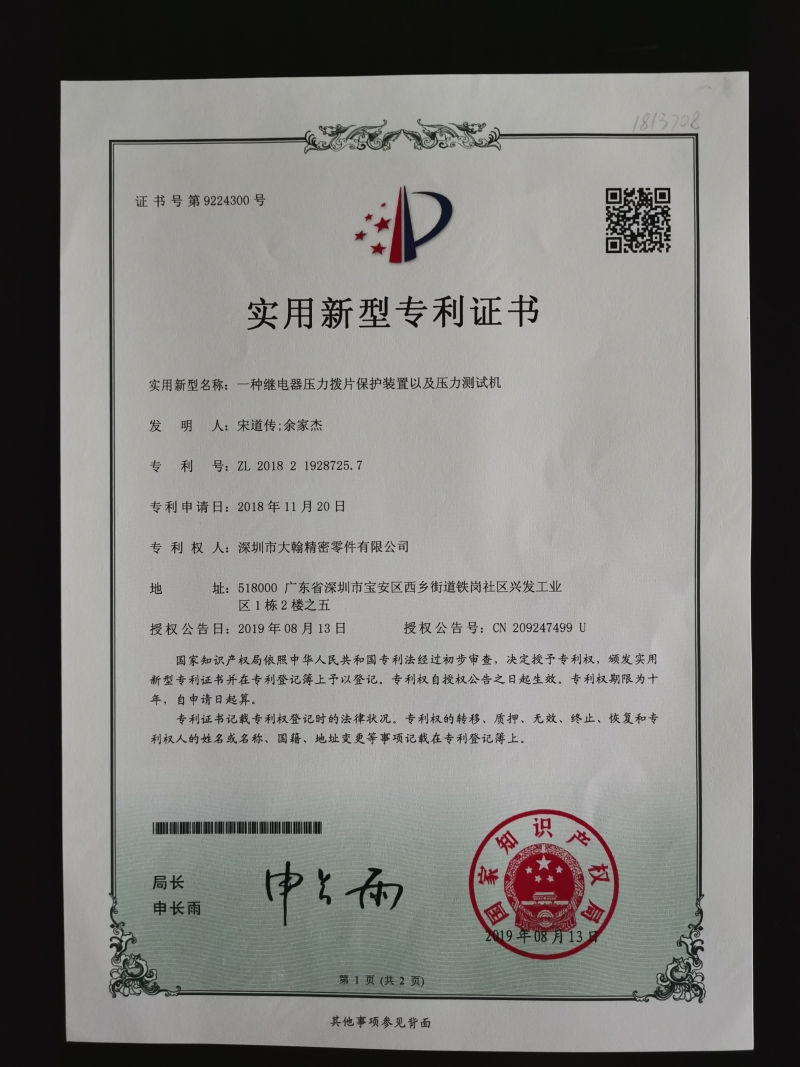 1813708
证书号第9224300号
实用新型专利证书
实用新型名称：一种继电器压力拨片保护装置以及压力测试机
发明人：宋道传;余家杰
专利号：ZL 2018 2 1928725.7
专利申请日：2018年11月20日
专利权人：深圳市大翰精密零件有限公司
地址：518000 广东省深圳市宝安区西乡街道铁岗社区兴发工业
区1栋2楼之五
授权公告日：2019年08月13日 授权公告号：CN 209247499 U
国家知识产权局依照中华人民共和国专利法经过初步审查，决定授予专利权，颁发实用
新型专利证书并在专利登记簿上予以登记。专利权自授权公告之日起生效。专利权期限为十
年，自申请日起算。
专利证书记载专利权登记时的法律状况。专利权的转移、质押、无效、终止、恢复和专
利权人的姓名或名称、国籍、地址变更等事项记载在专利登记簿上。
局长
申长雨
申长雨
国家知识产权局
2019年08月13日
第1页(共2页)
其他事项参见背面